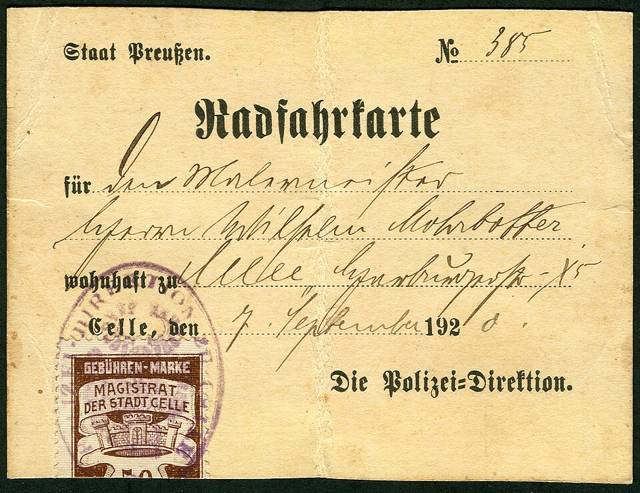 Staat Preußen.
No 385
Radfahrkarte
für den Malermeister
Herrn Wilhelm Mohrbotter
wohnhaft zu Celle,
Celle, den 7. September 1920.
Die Polizei=Direktion.
GEBÜHREN-MARKE
MAGISTRAT
DER STADT CELLE
50